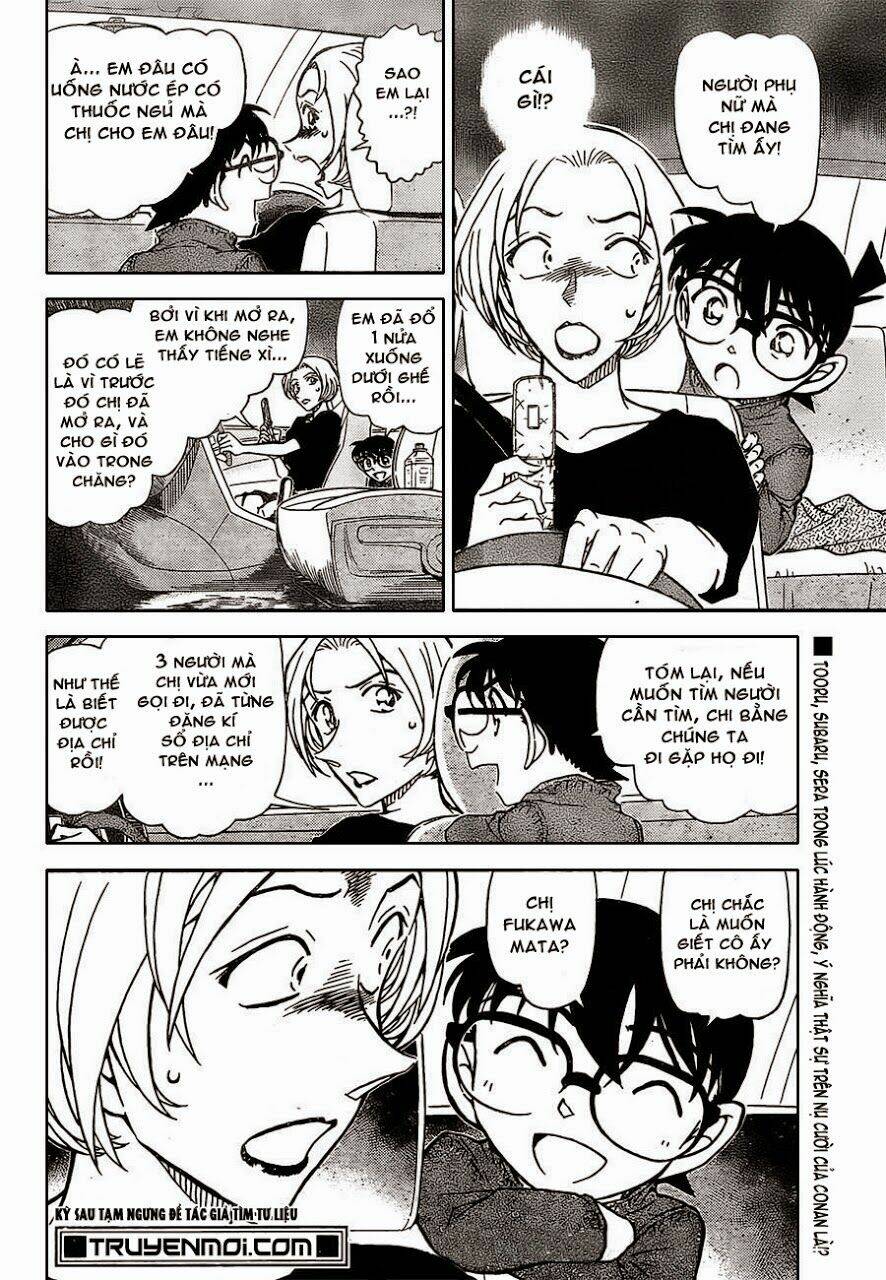 NGƯỜI PHỤ
NỮ MÀ
CHỊ ĐANG
TÌM ẤY!
CÁI
GÌ!?
SAO
EM LẠI
...?!
À... EM ĐÂU CÓ
UỐNG NƯỚC ÉP CÓ
THUỐC NGỦ MÀ
CHỊ CHO EM ĐÂU!
EM ĐÃ ĐỔ
1 NỬA
XUỐNG
DƯỚI GHẾ
RỒI...
BỞI VÌ KHI MỞ RA,
EM KHÔNG NGHE
THẤY TIẾNG XÌ...
ĐÓ CÓ LẼ
LÀ VÌ TRƯỚC
ĐÓ CHỊ ĐÃ
MỞ RA, VÀ
CHO GÌ ĐÓ
VÀO TRONG
CHĂNG?
TÓM LẠI, NẾU
MUỐN TÌM NGƯỜI
CẦN TÌM, CHI BẰNG
CHÚNG TA
ĐI GẶP HỌ ĐI!
3 NGƯỜI MÀ
CHỊ VỪA MỚI
GỌI ĐI, ĐÃ TỪNG
ĐĂNG KÍ
SỔ ĐỊA CHỈ
TRÊN MẠNG
...
NHƯ THẾ
LÀ BIẾT
ĐƯỢC
ĐỊA CHỈ
RỒI!
CHỊ CHẮC
LÀ MUỐN
GIẾT CÔ ẤY
PHẢI KHÔNG?
CHỊ
FUKAWA
MATA?
■ TOORU, SUBARU, SERA TRONG LÚC HÀNH ĐỘNG, Ý NGHĨA THẬT SỰ TRÊN NỤ CƯỜI CỦA CONAN LÀ!?
KỲ SAU TẠM NGƯNG ĐỂ TÁC GIẢ TÌM TƯ LIỆU
TRUYENMOI.COM